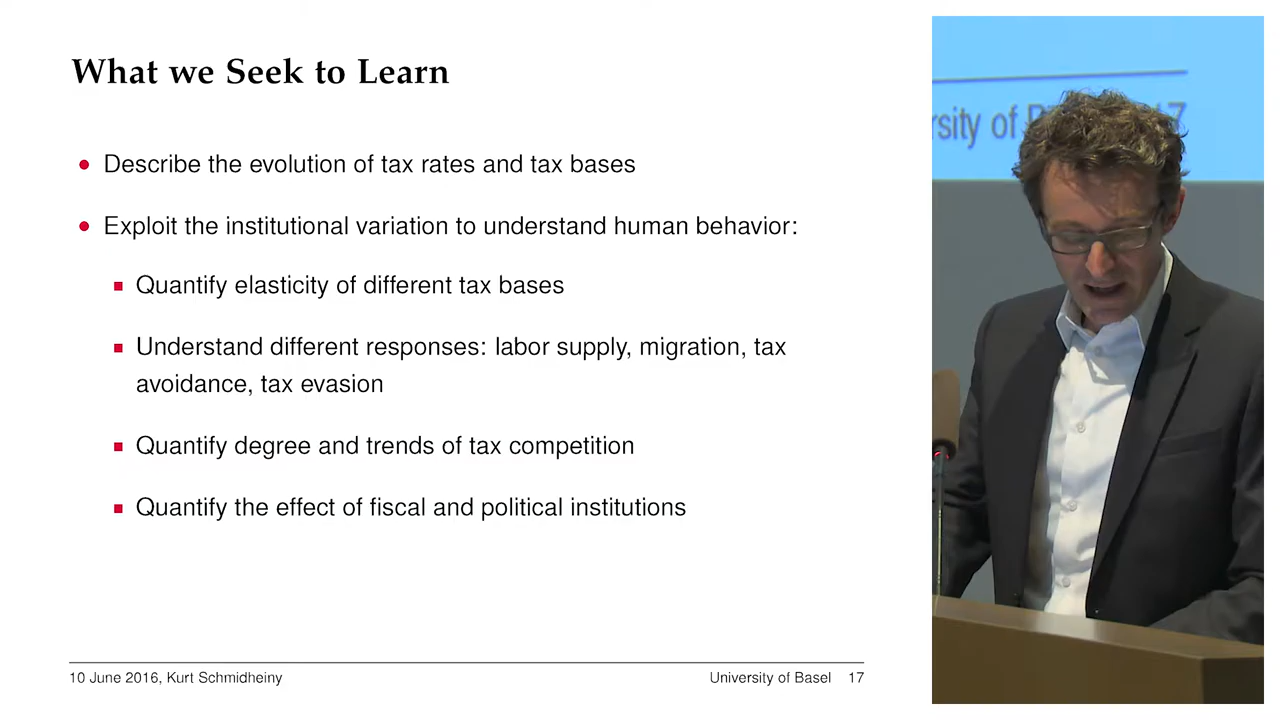 What we Seek to Learn
Describe the evolution of tax rates and tax bases
Exploit the institutional variation to understand human behavior:
Quantify elasticity of different tax bases
Understand different responses: labor supply, migration, tax
avoidance, tax evasion
Quantify degree and trends of tax competition
Quantify the effect of fiscal and political institutions
10 June 2016, Kurt Schmidheiny
University of Basel 17
of